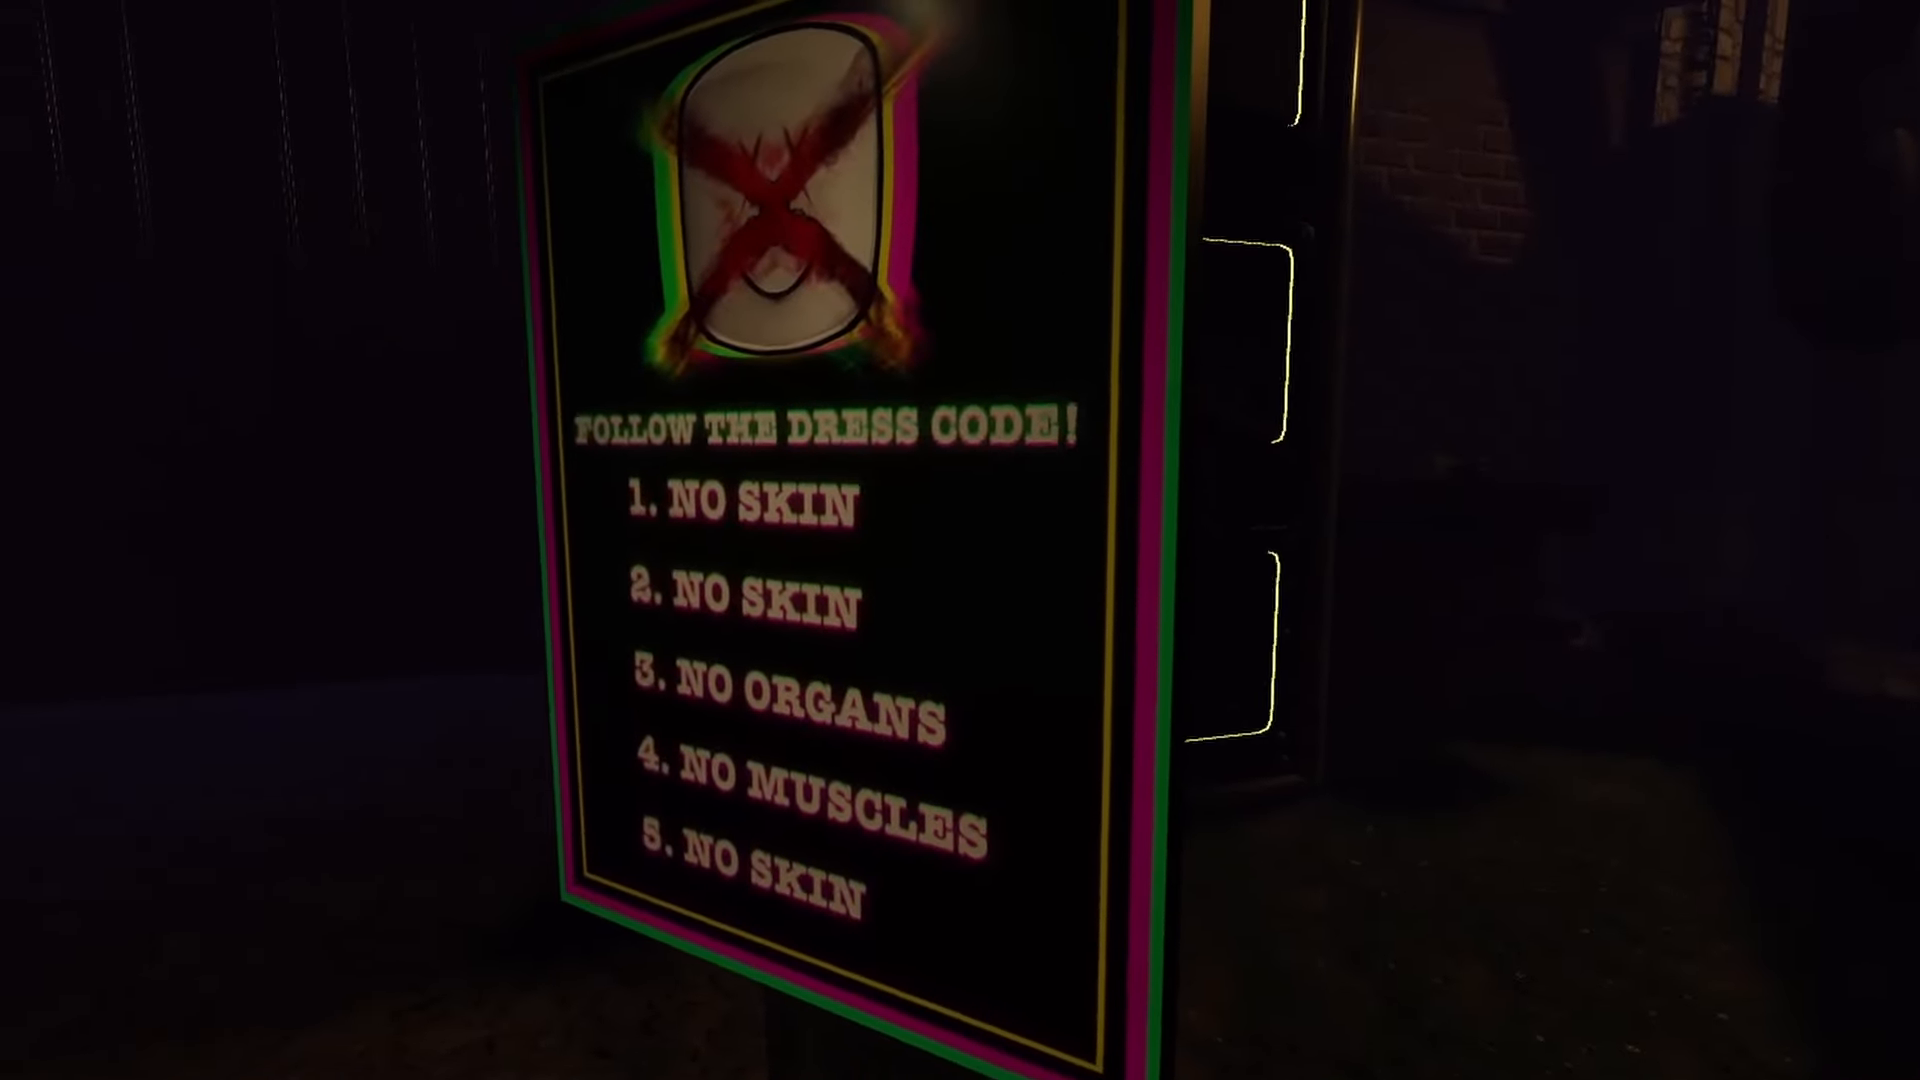 FOLLOW THE DRESS CODE!
1. NO SKIN
2. NO SKIN
3. NO ORGANS
4. NO MUSCLES
5. NO SKIN